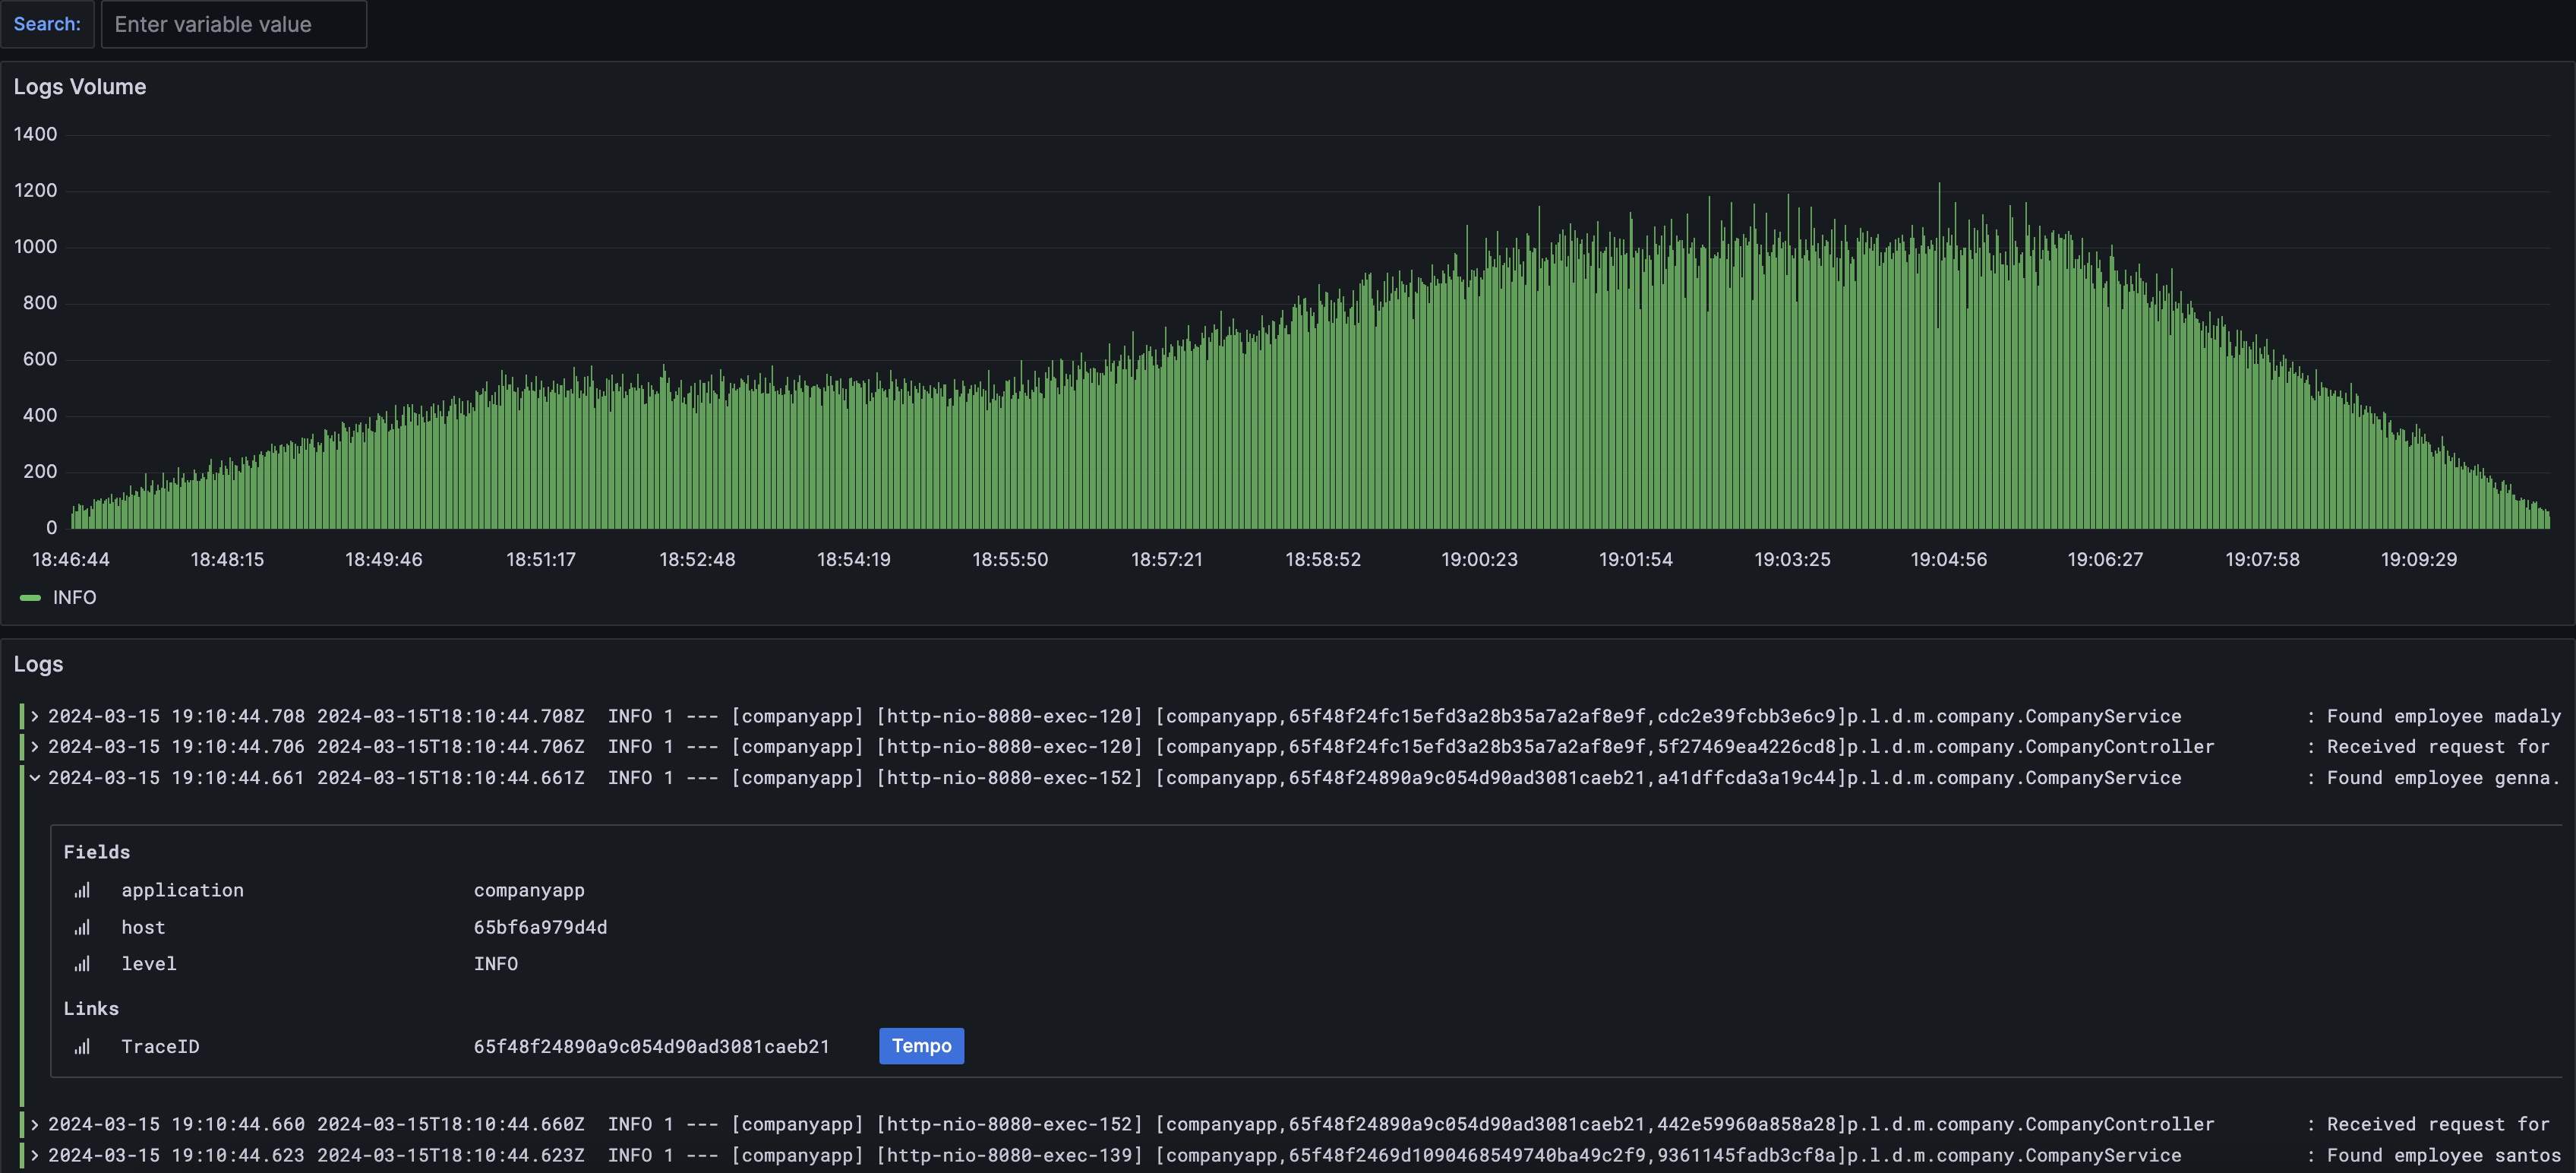 Search: Enter variable value
Logs Volume
1400
1200
1000
800
600
400
200
0
18:46:44 18:48:15 18:49:46 18:51:17 18:52:48 18:54:19 18:55:50 18:57:21 18:58:52 19:00:23 19:01:54 19:03:25 19:04:56 19:06:27 19:07:58 19:09:29
INFO
Logs
2024-03-15 19:10:44.708 2024-03-15T18:10:44.708Z INFO 1 --- [companyapp] [http-nio-8080-exec-120] [companyapp,65f48f24fc15efd3a28b35a7a2af8e9f,cdc2e39fcbb3e6c9]p.l.d.m.company.CompanyService : Found employee madaly
2024-03-15 19:10:44.706 2024-03-15T18:10:44.706Z INFO 1 --- [companyapp] [http-nio-8080-exec-120] [companyapp,65f48f24fc15efd3a28b35a7a2af8e9f,5f27469ea4226cd8]p.l.d.m.company.CompanyController : Received request for
2024-03-15 19:10:44.661 2024-03-15T18:10:44.661Z INFO 1 --- [companyapp] [http-nio-8080-exec-152] [companyapp,65f48f24890a9c054d90ad3081caeb21,a41dffcda3a19c44]p.l.d.m.company.CompanyService : Found employee genna.
Fields
application companyapp
host 65bf6a979d4d
level INFO
Links
TraceID 65f48f24890a9c054d90ad3081caeb21 Tempo
2024-03-15 19:10:44.660 2024-03-15T18:10:44.660Z INFO 1 --- [companyapp] [http-nio-8080-exec-152] [companyapp,65f48f24890a9c054d90ad3081caeb21,442e59960a858a28]p.l.d.m.company.CompanyController : Received request for
2024-03-15 19:10:44.623 2024-03-15T18:10:44.623Z INFO 1 --- [companyapp] [http-nio-8080-exec-139] [companyapp,65f48f2469d1090468549740ba49c2f9,9361145fadb3cf8a]p.l.d.m.company.CompanyService : Found employee santos